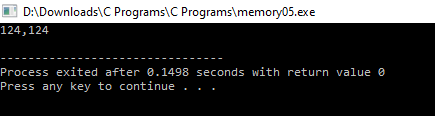 D:\Downloads\C Programs\C Programs\memory05.exe
124,124
--------------------------------
Process exited after 0.1498 seconds with return value 0
Press any key to continue . . .